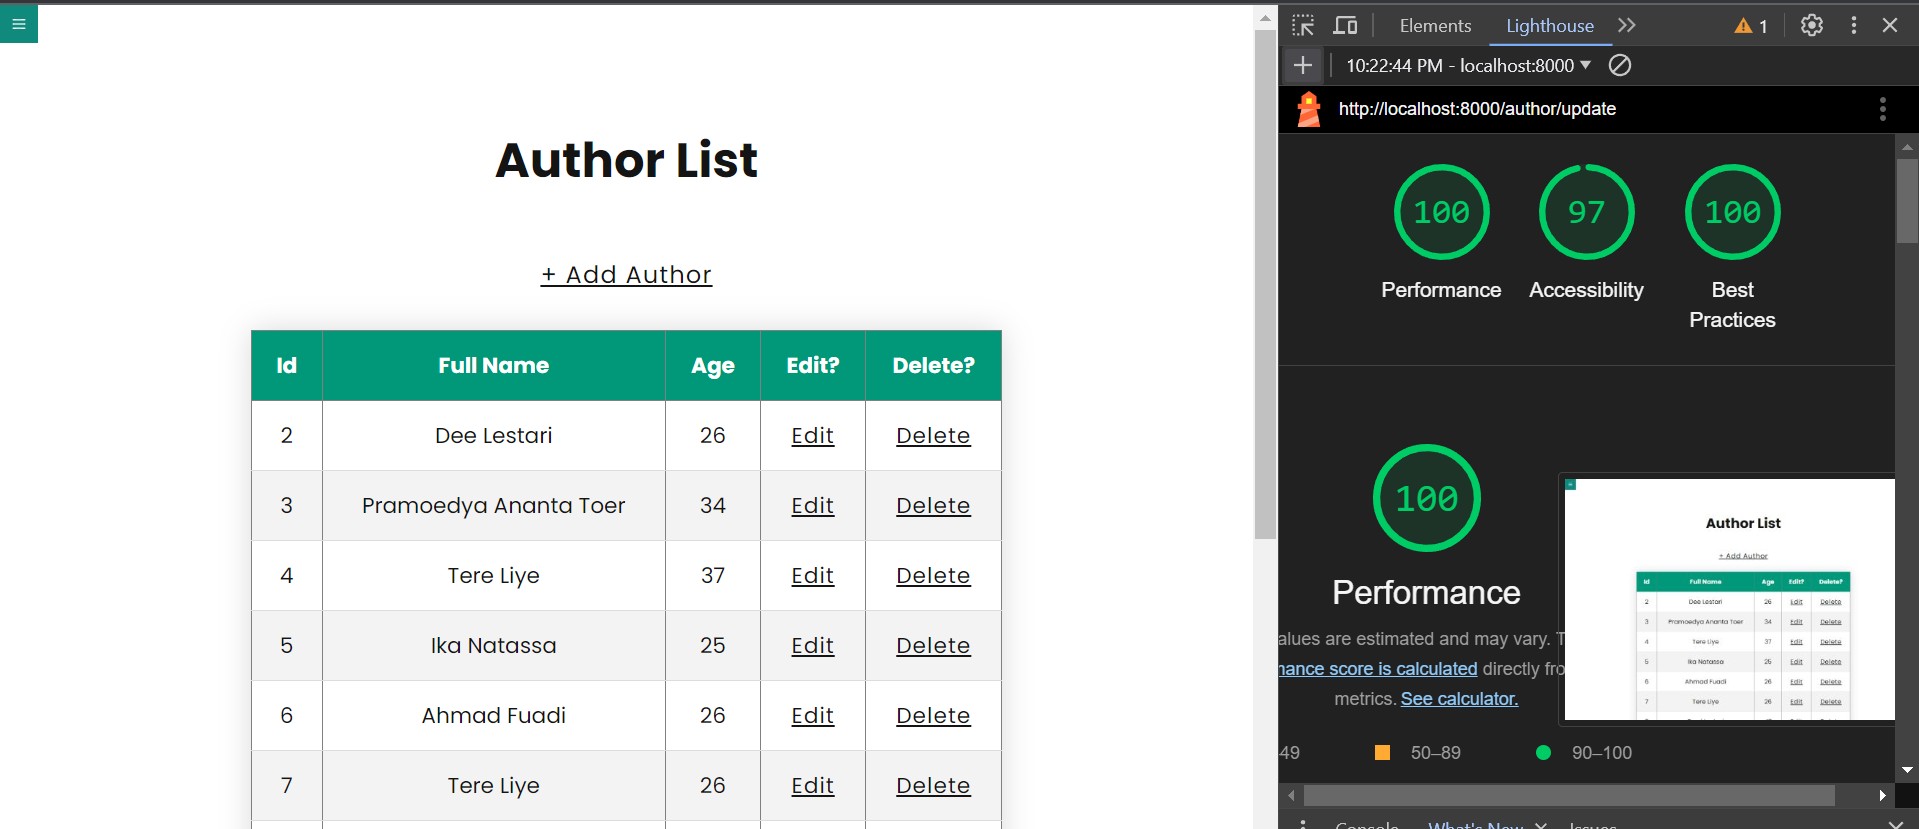 Author List
+ Add Author
Id Full Name Age Edit? Delete?
2 Dee Lestari 26 Edit Delete
3 Pramoedya Ananta Toer 34 Edit Delete
4 Tere Liye 37 Edit Delete
5 Ika Natassa 25 Edit Delete
6 Ahmad Fuadi 26 Edit Delete
7 Tere Liye 26 Edit Delete
Elements Lighthouse 1
10:22:44 PM - localhost:8000
http://localhost:8000/author/update
100 97 100
Performance Accessibility Best
Practices
100
Performance
alues are estimated and may vary. T
mance score is calculated directly fro
metrics. See calculator.
49 50–89 90–100
Author List
+ Add Author
Id Full Name Age Edit? Delete?
2 Dee Lestari 26 Edit Delete
3 Pramoedya Ananta Toer 34 Edit Delete
4 Tere Liye 37 Edit Delete
5 Ika Natassa 25 Edit Delete
6 Ahmad Fuadi 26 Edit Delete
7 Tere Liye 26 Edit Delete
Console What's New Issues